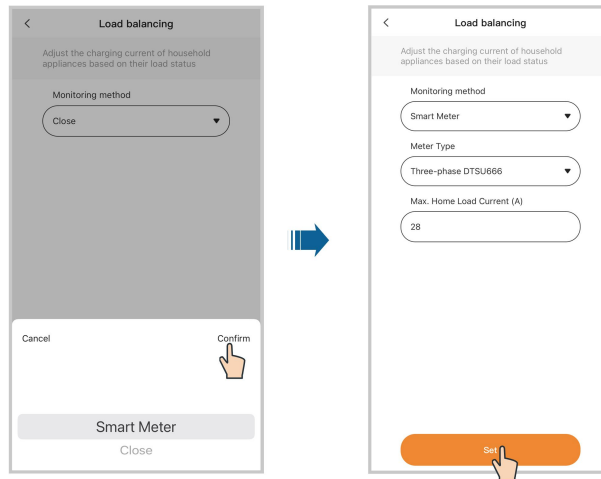 Load balancing
Adjust the charging current of household
appliances based on their load status
Monitoring method
Close
Cancel
Confirm
Smart Meter
Close
Load balancing
Adjust the charging current of household
appliances based on their load status
Monitoring method
Smart Meter
Meter Type
Three-phase DTSU666
Max. Home Load Current (A)
28
Set